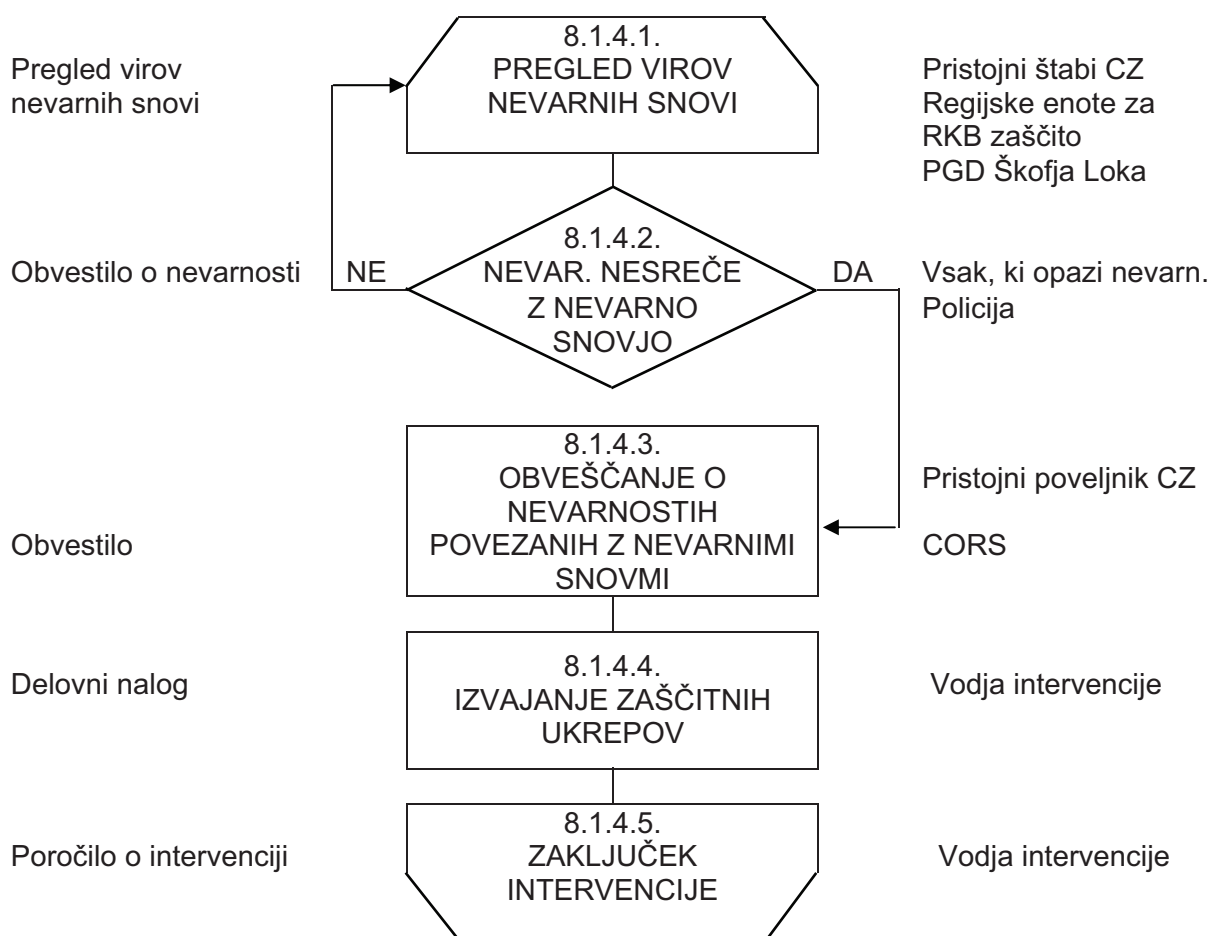 8.1.4.1.
Pregled virov
nevarnih snovi
PREGLED VIROV
NEVARNIH SNOVI
Pristojni štabi CZ
Regijske enote za
RKB zaščito
PGD Škofja Loka
Obvestilo o nevarnosti
NE
8.1.4.2.
NEVAR. NESREČE
Z NEVARNO
SNOVJO
DA
Vsak, ki opazi nevarn.
Policija
8.1.4.3.
OBVEŠČANJE O
NEVARNOSTIH
POVEZANIH Z NEVARNIMI
SNOVMI
Pristojni poveljnik CZ
Obvestilo
CORS
Delovni nalog
8.1.4.4.
IZVAJANJE ZAŠČITNIH
UKREPOV
Vodja intervencije
Poročilo o intervenciji
8.1.4.5.
ZAKLJUČEK
INTERVENCIJE
Vodja intervencije